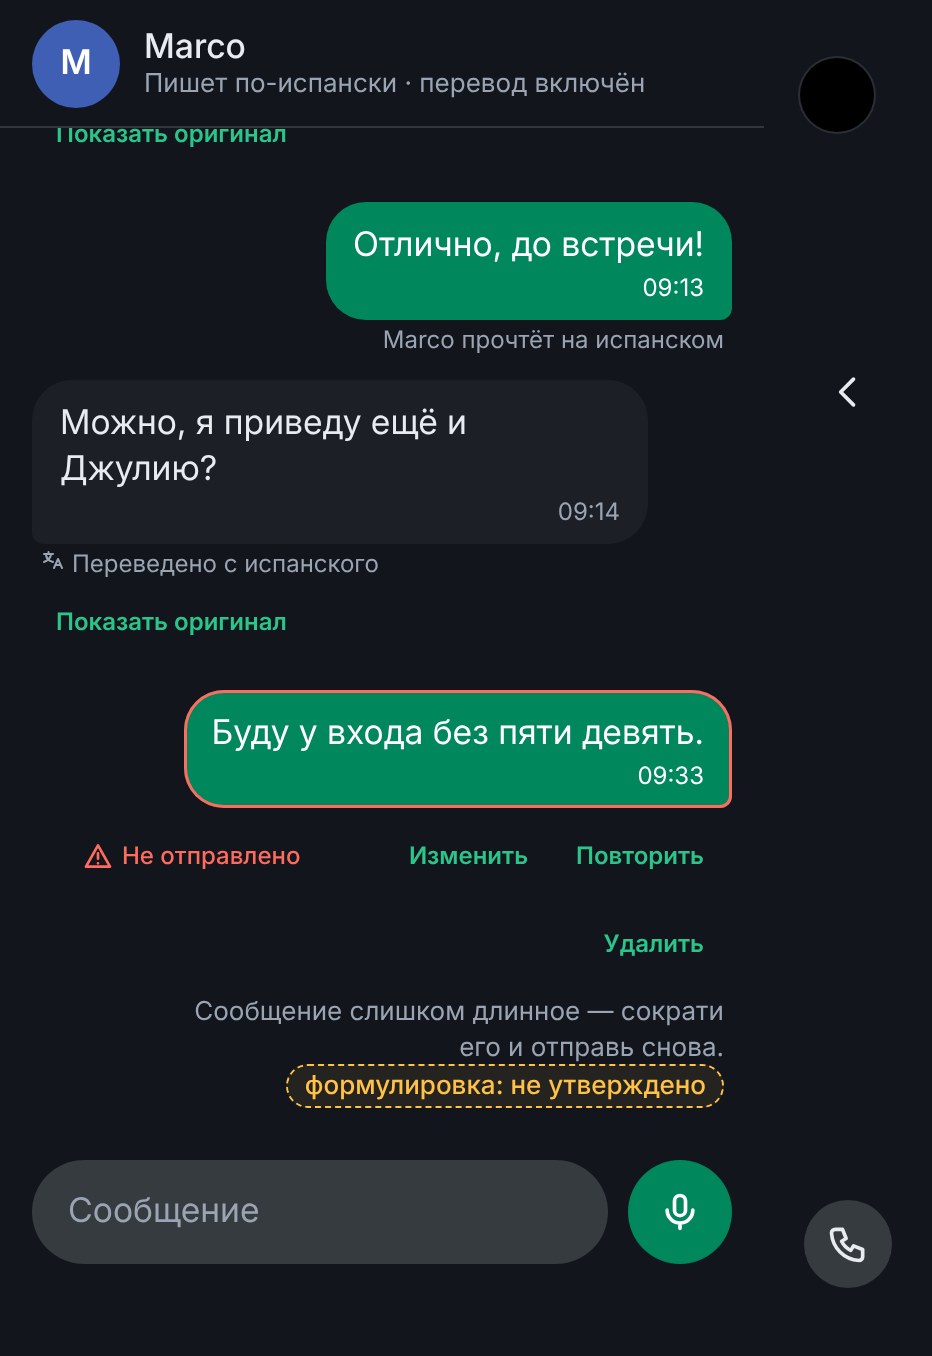 M
Marco
Пишет по-испански · перевод включён
Показать оригинал
Отлично, до встречи!
09:13
Marco прочтёт на испанском
Можно, я приведу ещё и
Джулию?
09:14
Переведено с испанского
Показать оригинал
Буду у входа без пяти девять.
09:33
Не отправлено Изменить Повторить
Удалить
Сообщение слишком длинное — сократи
его и отправь снова.
формулировка: не утверждено
Сообщение